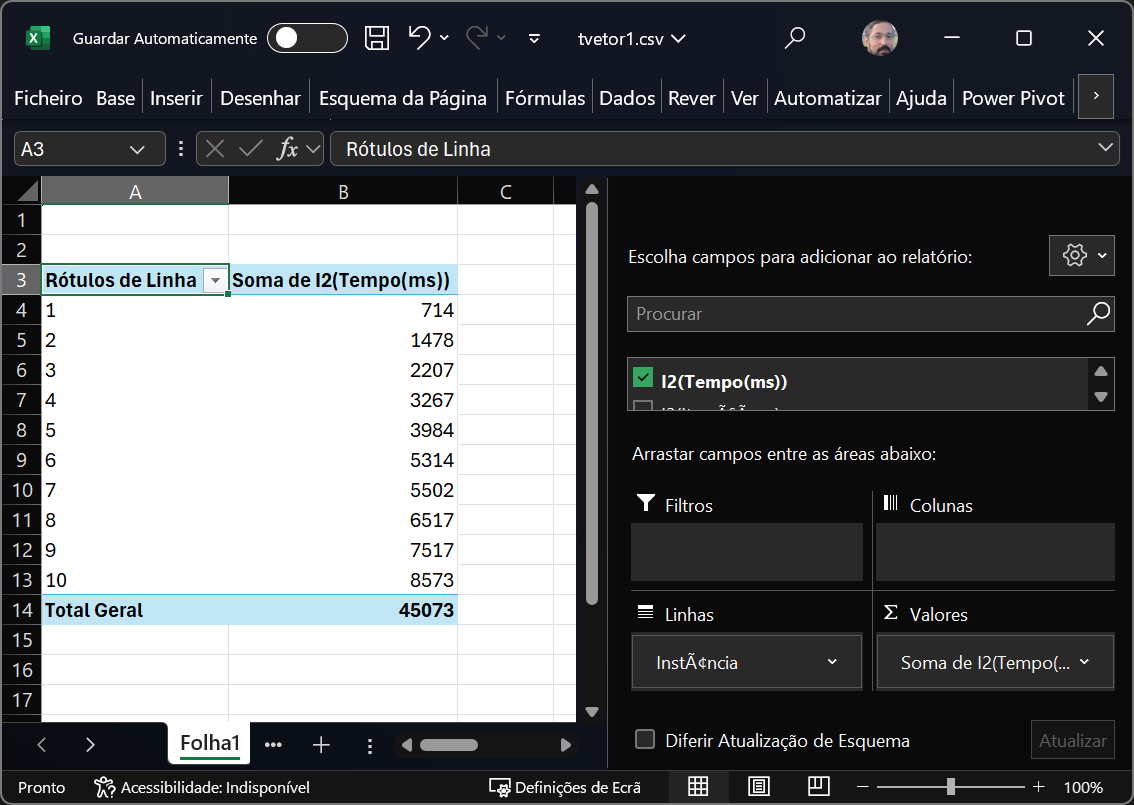 Guardar Automaticamente
tvetor1.csv
Ficheiro Base Inserir Desenhar Esquema da Página Fórmulas Dados Rever Ver Automatizar Ajuda Power Pivot
A3 fx Rótulos de Linha
A B C
1
2
3 Rótulos de Linha Soma de I2(Tempo(ms))
4 1 714
5 2 1478
6 3 2207
7 4 3267
8 5 3984
9 6 5314
10 7 5502
11 8 6517
12 9 7517
13 10 8573
14 Total Geral 45073
15
16
17
Escolha campos para adicionar ao relatório:
Procurar
I2(Tempo(ms))
Arrastar campos entre as áreas abaixo:
Filtros
Colunas
Linhas
Σ Valores
InstÃ¢ncia
Soma de I2(Tempo(...
Diferir Atualização de Esquema
Atualizar
Folha1
Pronto
Acessibilidade: Indisponível
Definições de Ecrã
100%